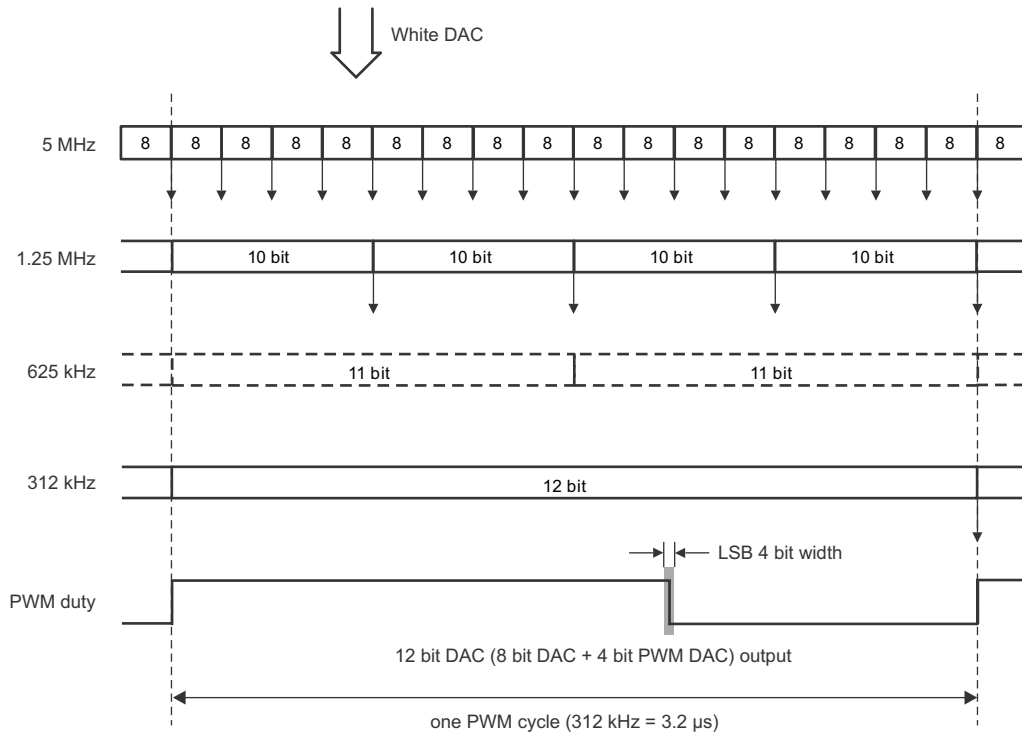 White DAC
5 MHz 8 8 8 8 8 8 8 8 8 8 8 8 8 8 8 8 8 8
1.25 MHz 10 bit 10 bit 10 bit 10 bit
625 kHz 11 bit 11 bit
312 kHz 12 bit
LSB 4 bit width
PWM duty
12 bit DAC (8 bit DAC + 4 bit PWM DAC) output
one PWM cycle (312 kHz = 3.2 μs)